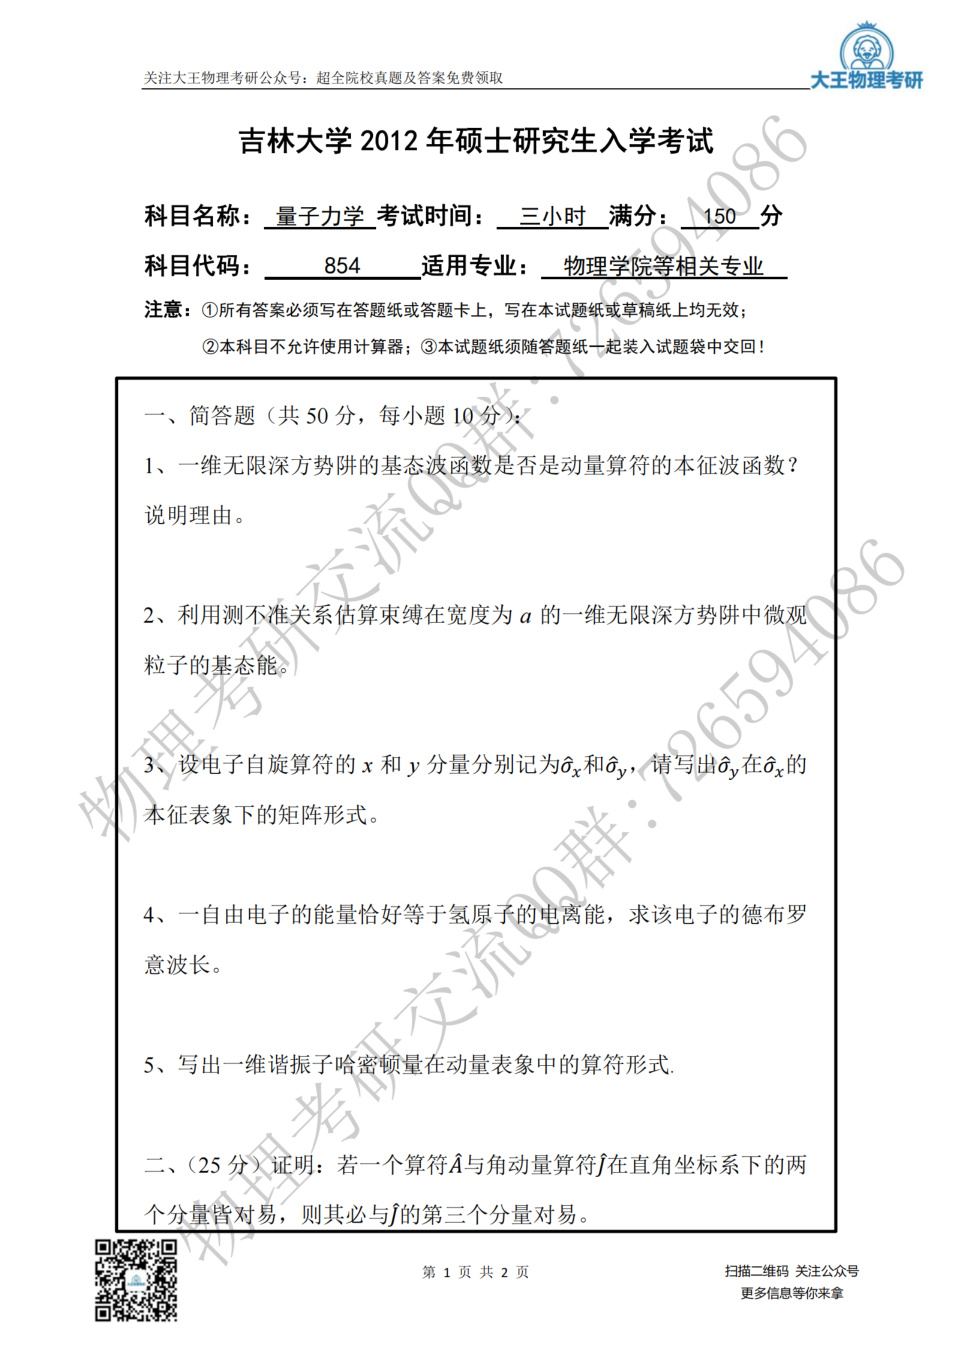 关注大王物理考研公众号：超全院校真题及答案免费领取
大王物理考研
吉林大学 2012 年硕士研究生入学考试
科目名称： 量子力学 考试时间： 三小时 满分： 150 分
科目代码： 854 适用专业： 物理学院等相关专业
注意：①所有答案必须写在答题纸或答题卡上，写在本试题纸或草稿纸上均无效；
②本科目不允许使用计算器；③本试题纸须随答题纸一起装入试题袋中交回！
一、简答题（共 50 分，每小题 10 分）：
1、一维无限深方势阱的基态波函数是否是动量算符的本征波函数？
说明理由。
2、利用测不准关系估算束缚在宽度为 a 的一维无限深方势阱中微观
粒子的基态能。
3、设电子自旋算符的 x 和 y 分量分别记为σ̂ₓ和σ̂ᵧ，请写出σ̂ᵧ在σ̂ₓ的
本征表象下的矩阵形式。
4、一自由电子的能量恰好等于氢原子的电离能，求该电子的德布罗
意波长。
5、写出一维谐振子哈密顿量在动量表象中的算符形式.
二、（25 分）证明：若一个算符Â与角动量算符Ĵ在直角坐标系下的两
个分量皆对易，则其必与Ĵ的第三个分量对易。
物理考研交流QQ群：726594086
物理考研交流QQ群：726594086
大王物理考研
第 1 页 共 2 页
扫描二维码 关注公众号
更多信息等你来拿